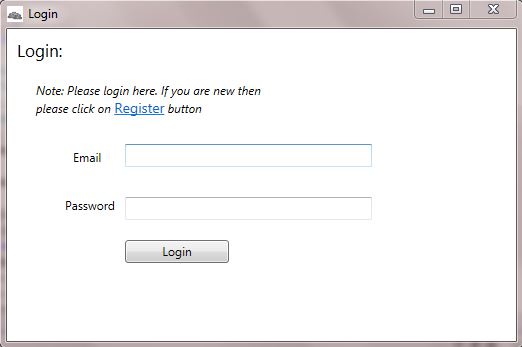 Login
Login:
Note: Please login here. If you are new then
please click on Register button
Email
Password
Login